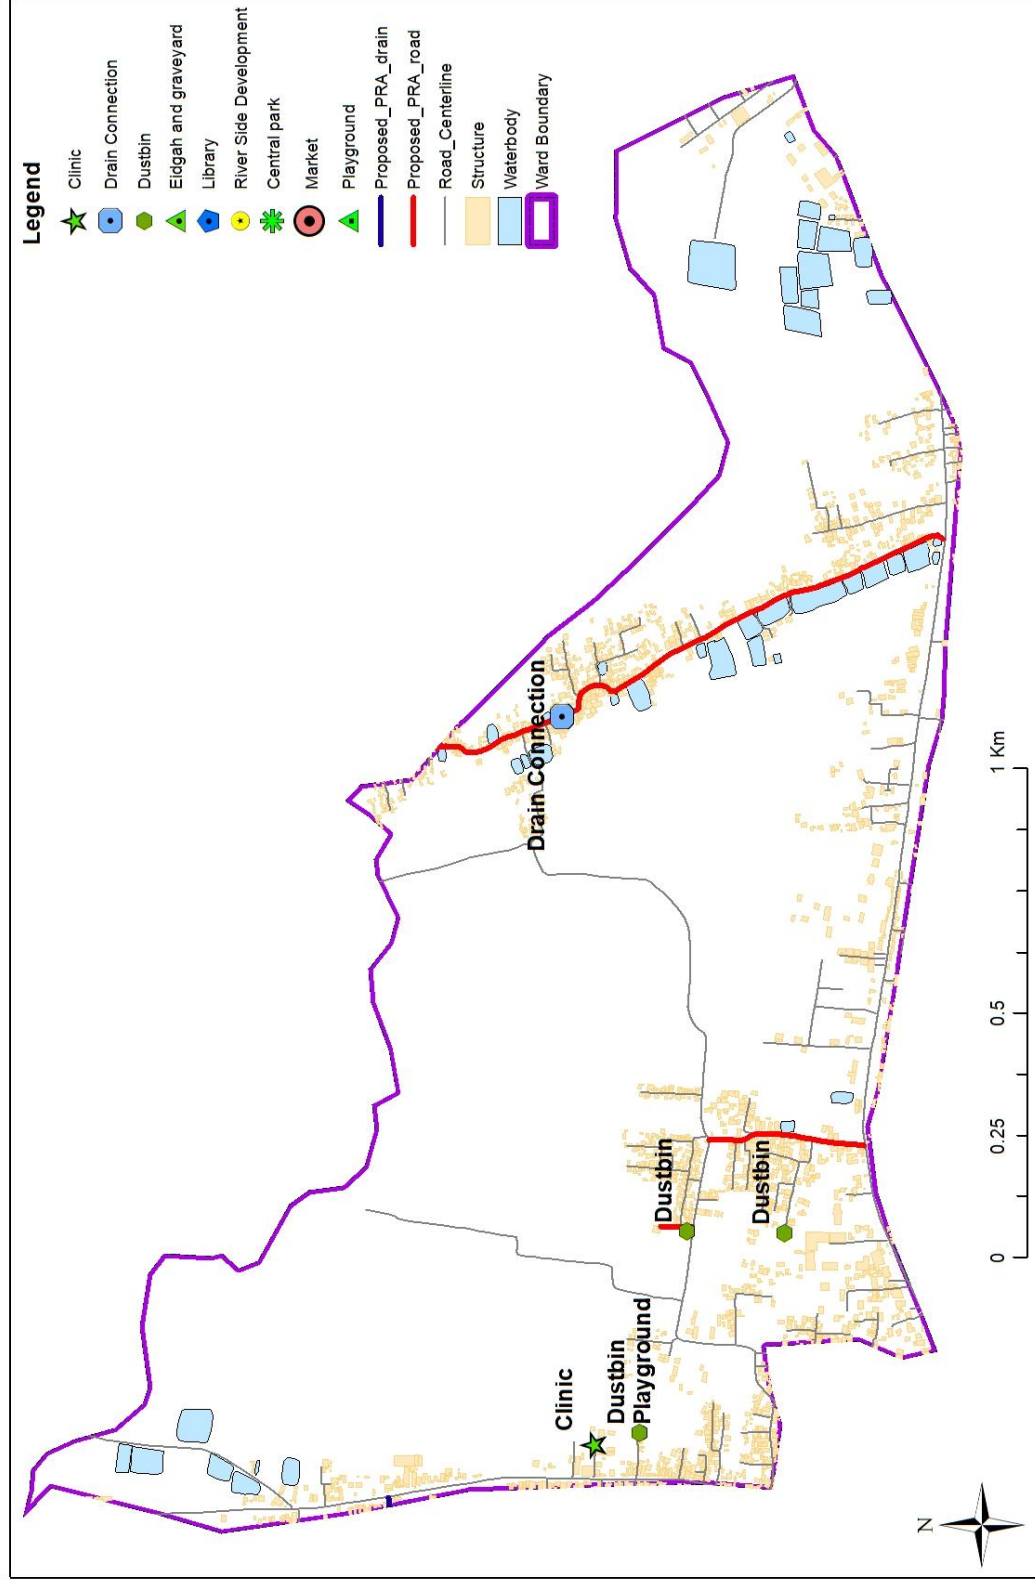 Legend
Clinic
Drain Connection
Dustbin
Eidgah and graveyard
Library
River Side Development
Central park
Market
Playground
Proposed_PRA_drain
Proposed_PRA_road
Road_Centerline
Structure
Waterbody
Ward Boundary
Clinic
Dustbin
Playground
Drain Connection
Dustbin
Dustbin
N
0 0.25 0.5 1 Km